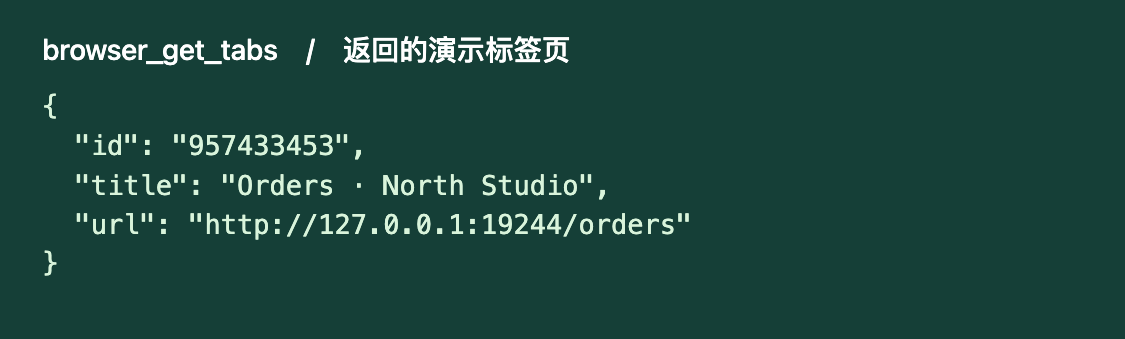 browser_get_tabs / 返回的演示标签页
{
  "id": "957433453",
  "title": "Orders · North Studio",
  "url": "http://127.0.0.1:19244/orders"
}